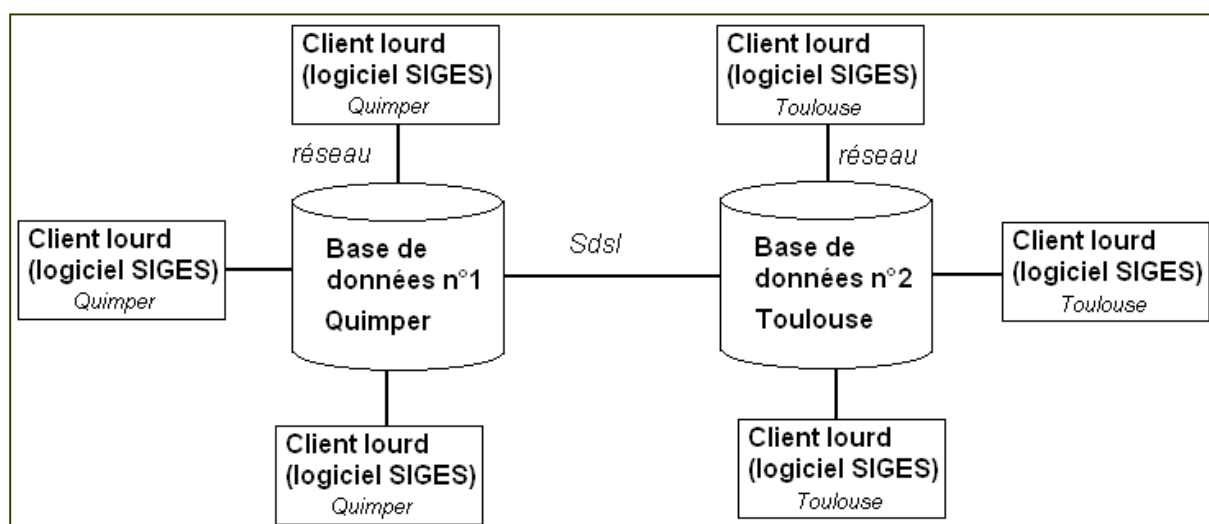 Client lourd
(logiciel SIGES)
Quimper
Client lourd
(logiciel SIGES)
Toulouse
réseau
réseau
Client lourd
(logiciel SIGES)
Quimper
Base de
données n°1
Quimper
Sdsl
Base de
données n°2
Toulouse
Client lourd
(logiciel SIGES)
Toulouse
Client lourd
(logiciel SIGES)
Quimper
Client lourd
(logiciel SIGES)
Toulouse